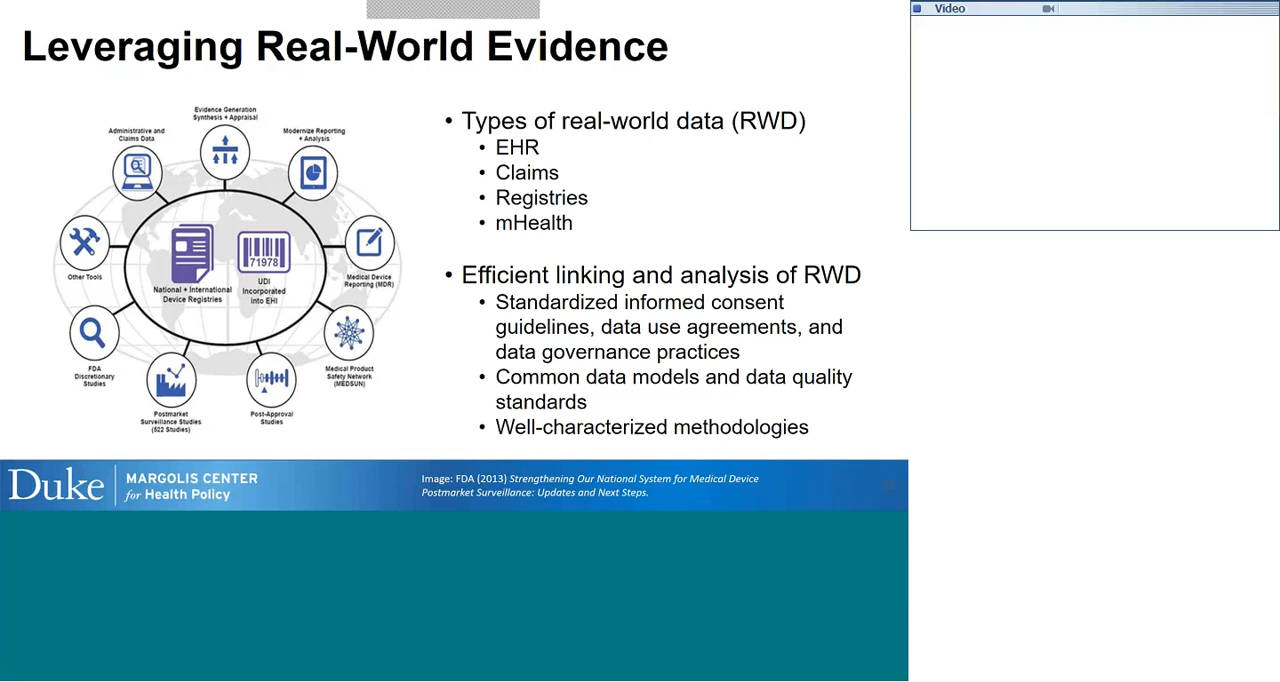 Video
Leveraging Real-World Evidence
Evidence Generation
Synthesis + Appraisal
Administrative and
Claims Data
Modernize Reporting
+ Analysis
Other Tools
National + International
Device Registries
71978
UDI
Incorporated
into EHI
Medical Device
Reporting (MDR)
FDA
Discretionary
Studies
Postmarket
Surveillance Studies
(522 Studies)
Post-Approval
Studies
Medical Product
Safety Network
(MEDSUN)
• Types of real-world data (RWD)
• EHR
• Claims
• Registries
• mHealth
• Efficient linking and analysis of RWD
• Standardized informed consent
guidelines, data use agreements, and
data governance practices
• Common data models and data quality
standards
• Well-characterized methodologies
Duke
MARGOLIS CENTER
for Health Policy
Image: FDA (2013) Strengthening Our National System for Medical Device
Postmarket Surveillance: Updates and Next Steps.